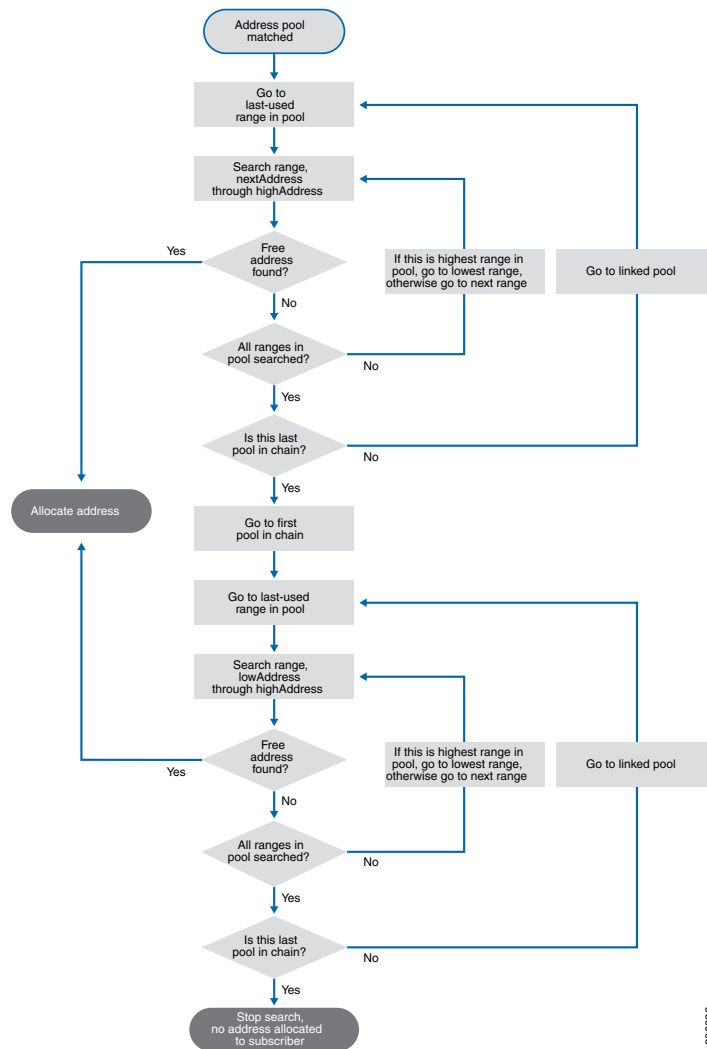 Address pool
matched
Go to
last-used
range in pool
Search range,
nextAddress
through highAddress
Yes
Free
address
found?
If this is highest range in
pool, go to lowest range,
otherwise go to next range
Go to linked pool
No
All ranges in
pool searched?
No
Yes
Is this last
pool in chain?
No
Yes
Allocate address
Go to first
pool in chain
Go to last-used
range in pool
Search range,
lowAddress
through highAddress
Free
address
found?
Yes
If this is highest range in
pool, go to lowest range,
otherwise go to next range
Go to linked pool
No
All ranges in
pool searched?
No
Yes
Is this last
pool in chain?
No
Yes
Stop search,
no address allocated
to subscriber